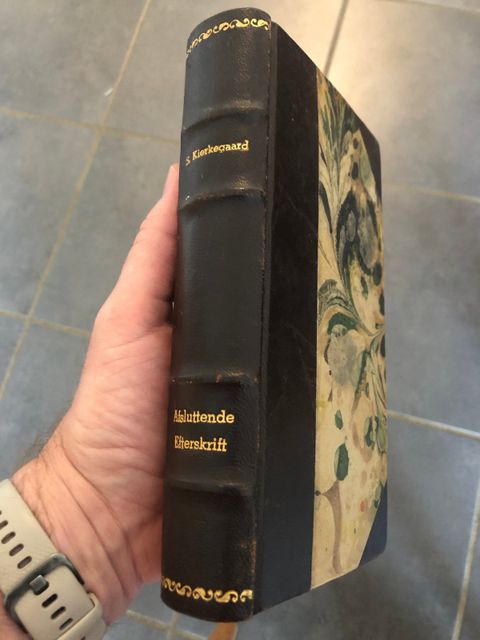 S. Kierkegaard
Afsluttende
Efterskrift